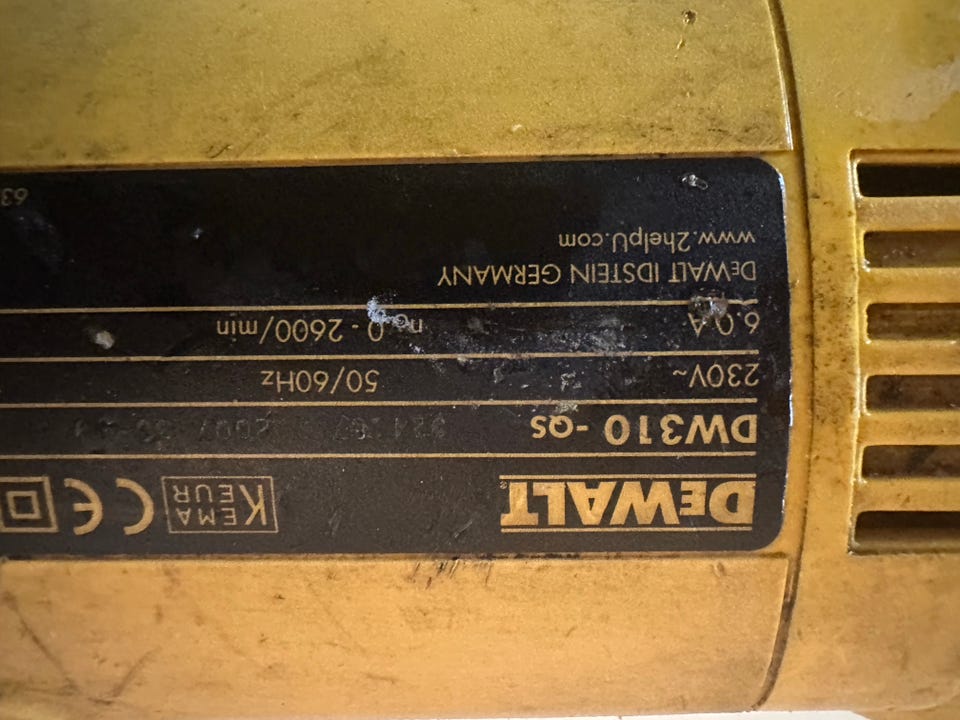 DEWALT®
KEMA
KEUR
CE
DW310 -QS
230V~ 50/60Hz
6.0 A n₀ 0 - 2600/min
DEWALT IDSTEIN GERMANY
www.2helpU.com